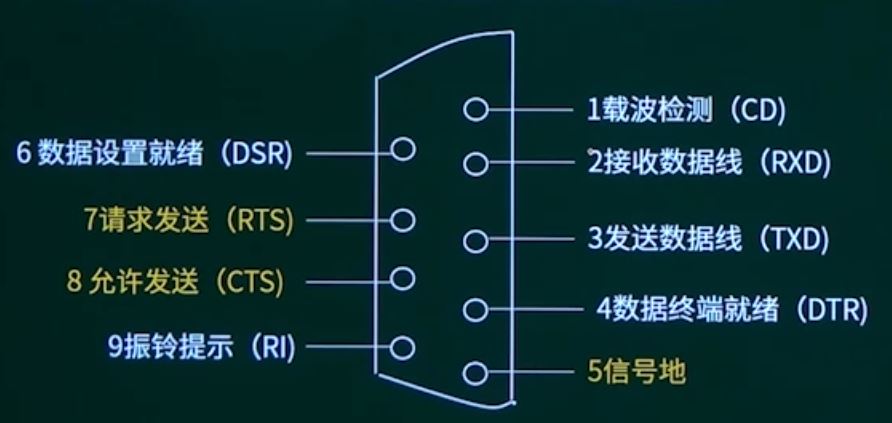 1载波检测（CD)
6 数据设置就绪（DSR)
2接收数据线（RXD)
7请求发送（RTS)
3发送数据线（TXD)
8 允许发送（CTS)
4数据终端就绪（DTR)
9振铃提示（RI)
5信号地